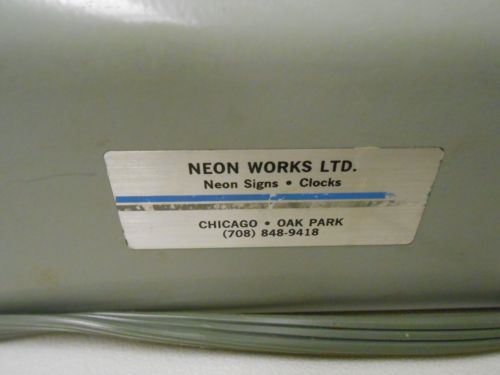 NEON WORKS LTD.
Neon Signs • Clocks
CHICAGO • OAK PARK
(708) 848-9418